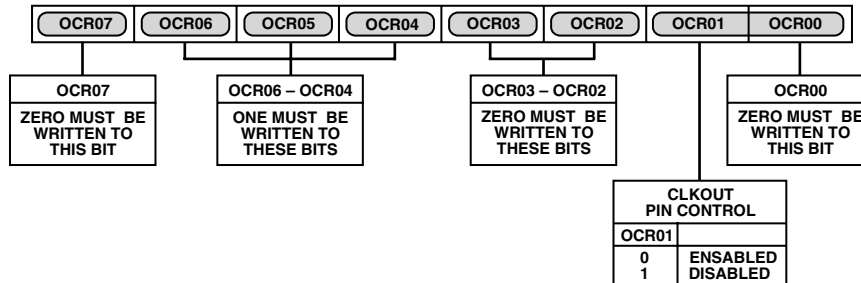 OCR07 OCR06 OCR05 OCR04 OCR03 OCR02 OCR01 OCR00
OCR07
ZERO MUST BE
WRITTEN TO
THIS BIT
OCR06 – OCR04
ONE MUST BE
WRITTEN TO
THESE BITS
OCR03 – OCR02
ZERO MUST BE
WRITTEN TO
THESE BITS
OCR00
ZERO MUST BE
WRITTEN TO
THIS BIT
CLKOUT
PIN CONTROL
OCR01
0 ENSABLED
1 DISABLED